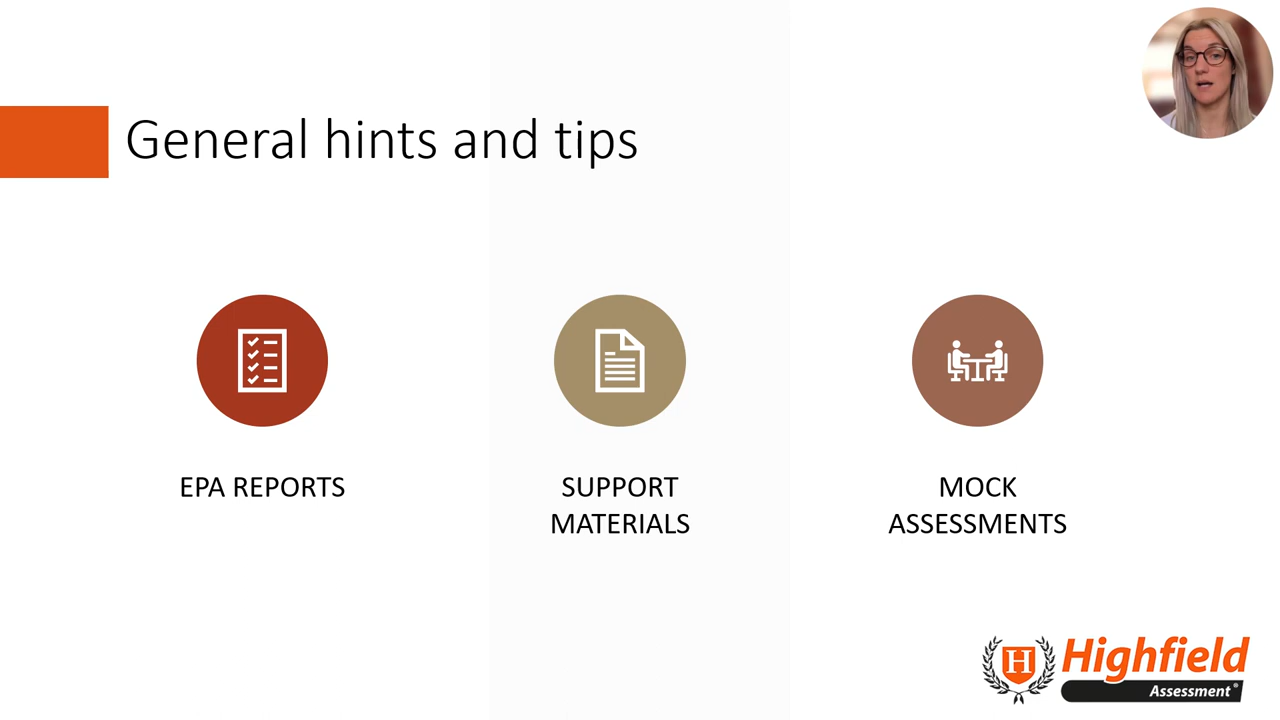 General hints and tips
EPA REPORTS
SUPPORT
MATERIALS
MOCK
ASSESSMENTS
H
Highfield
Assessment®